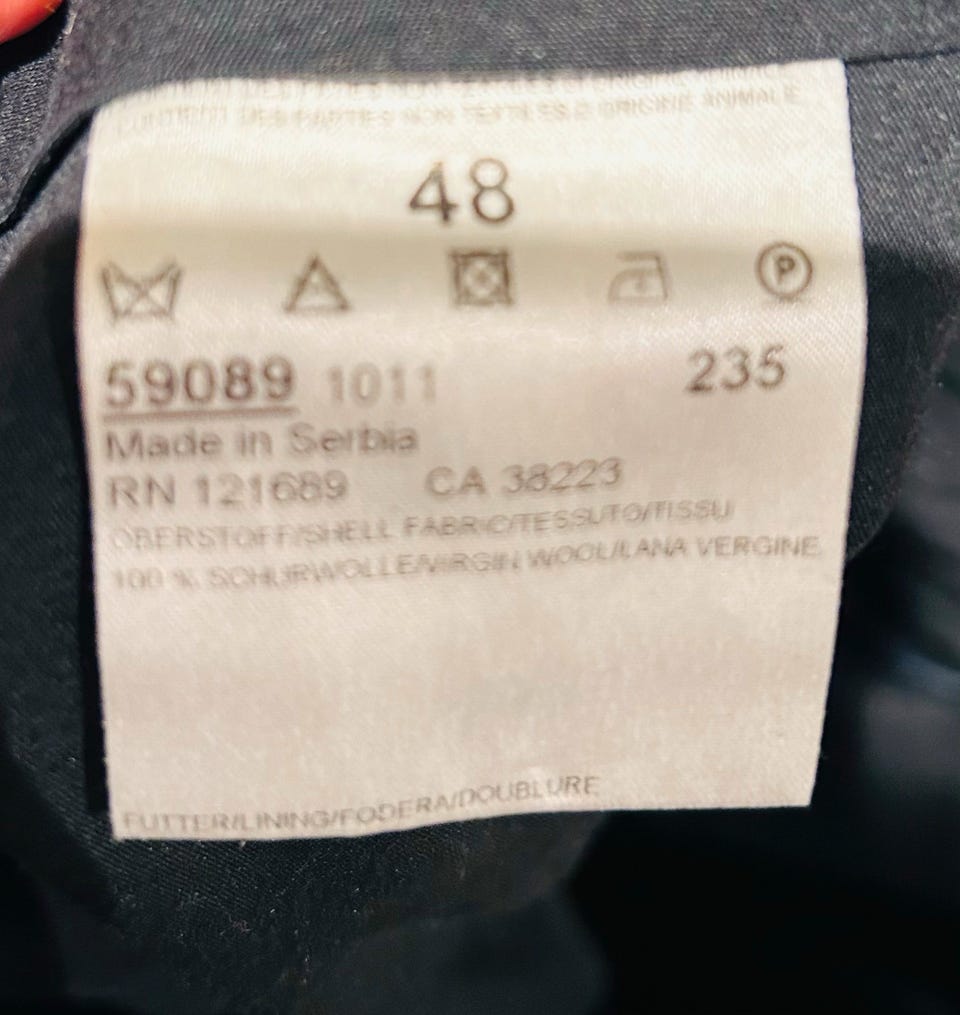 CONTIENT DES PARTIES NON TEXTILES D'ORIGINE ANIMALE
48
P
59089 1011 235
Made in Serbia
RN 121689 CA 38223
OBERSTOFF/SHELL FABRIC/TESSUTO/TISSU
100 % SCHURWOLLE/VIRGIN WOOL/LANA VERGINE
FUTTER/LINING/FODERA/DOUBLURE